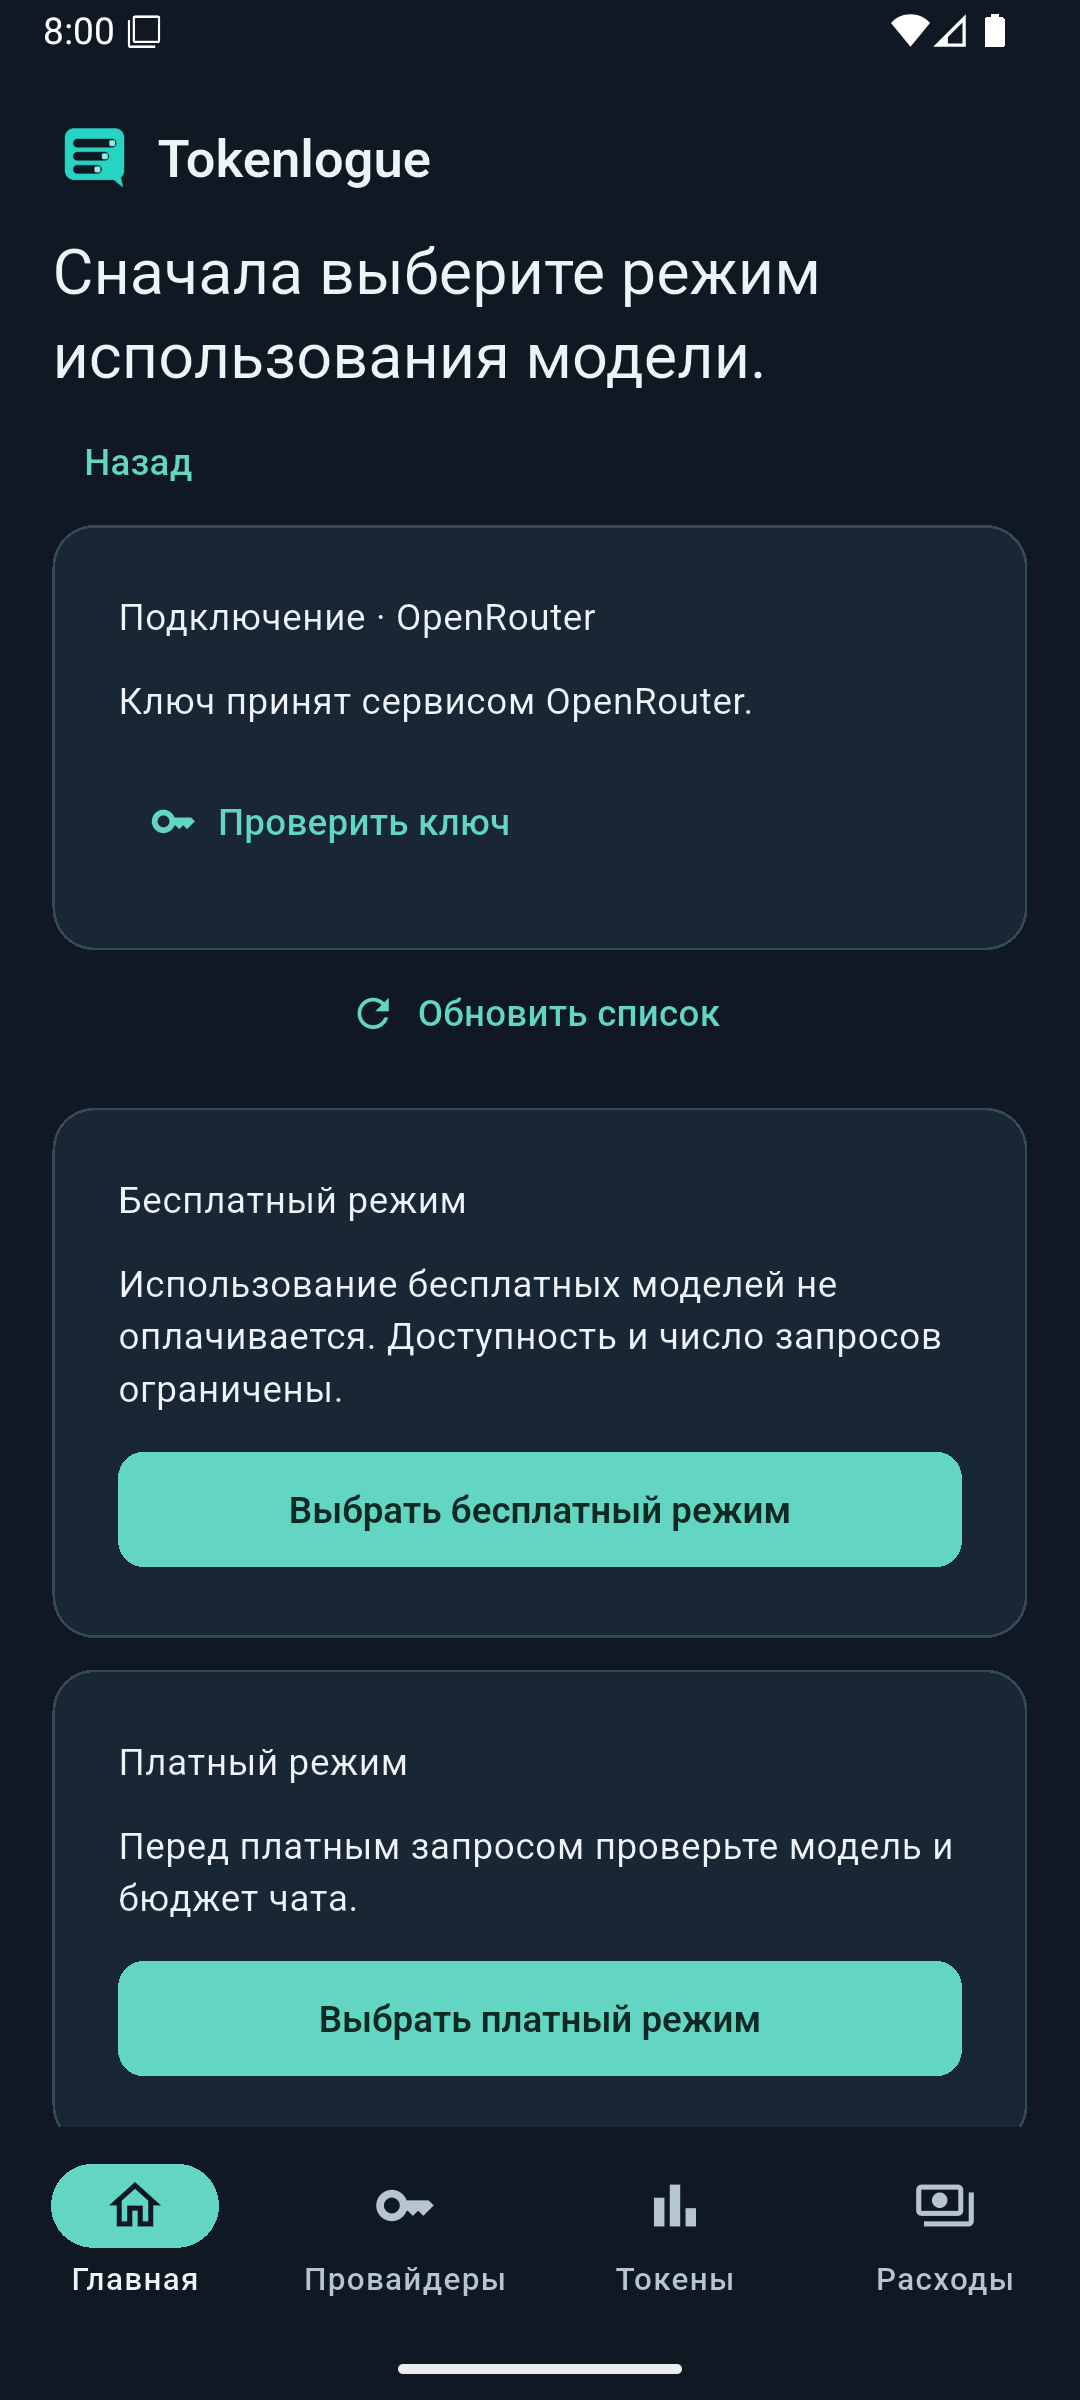 8:00
Tokenlogue
Сначала выберите режим
использования модели.
Назад
Подключение · OpenRouter
Ключ принят сервисом OpenRouter.
Проверить ключ
Обновить список
Бесплатный режим
Использование бесплатных моделей не
оплачивается. Доступность и число запросов
ограничены.
Выбрать бесплатный режим
Платный режим
Перед платным запросом проверьте модель и
бюджет чата.
Выбрать платный режим
Главная
Провайдеры
Токены
Расходы